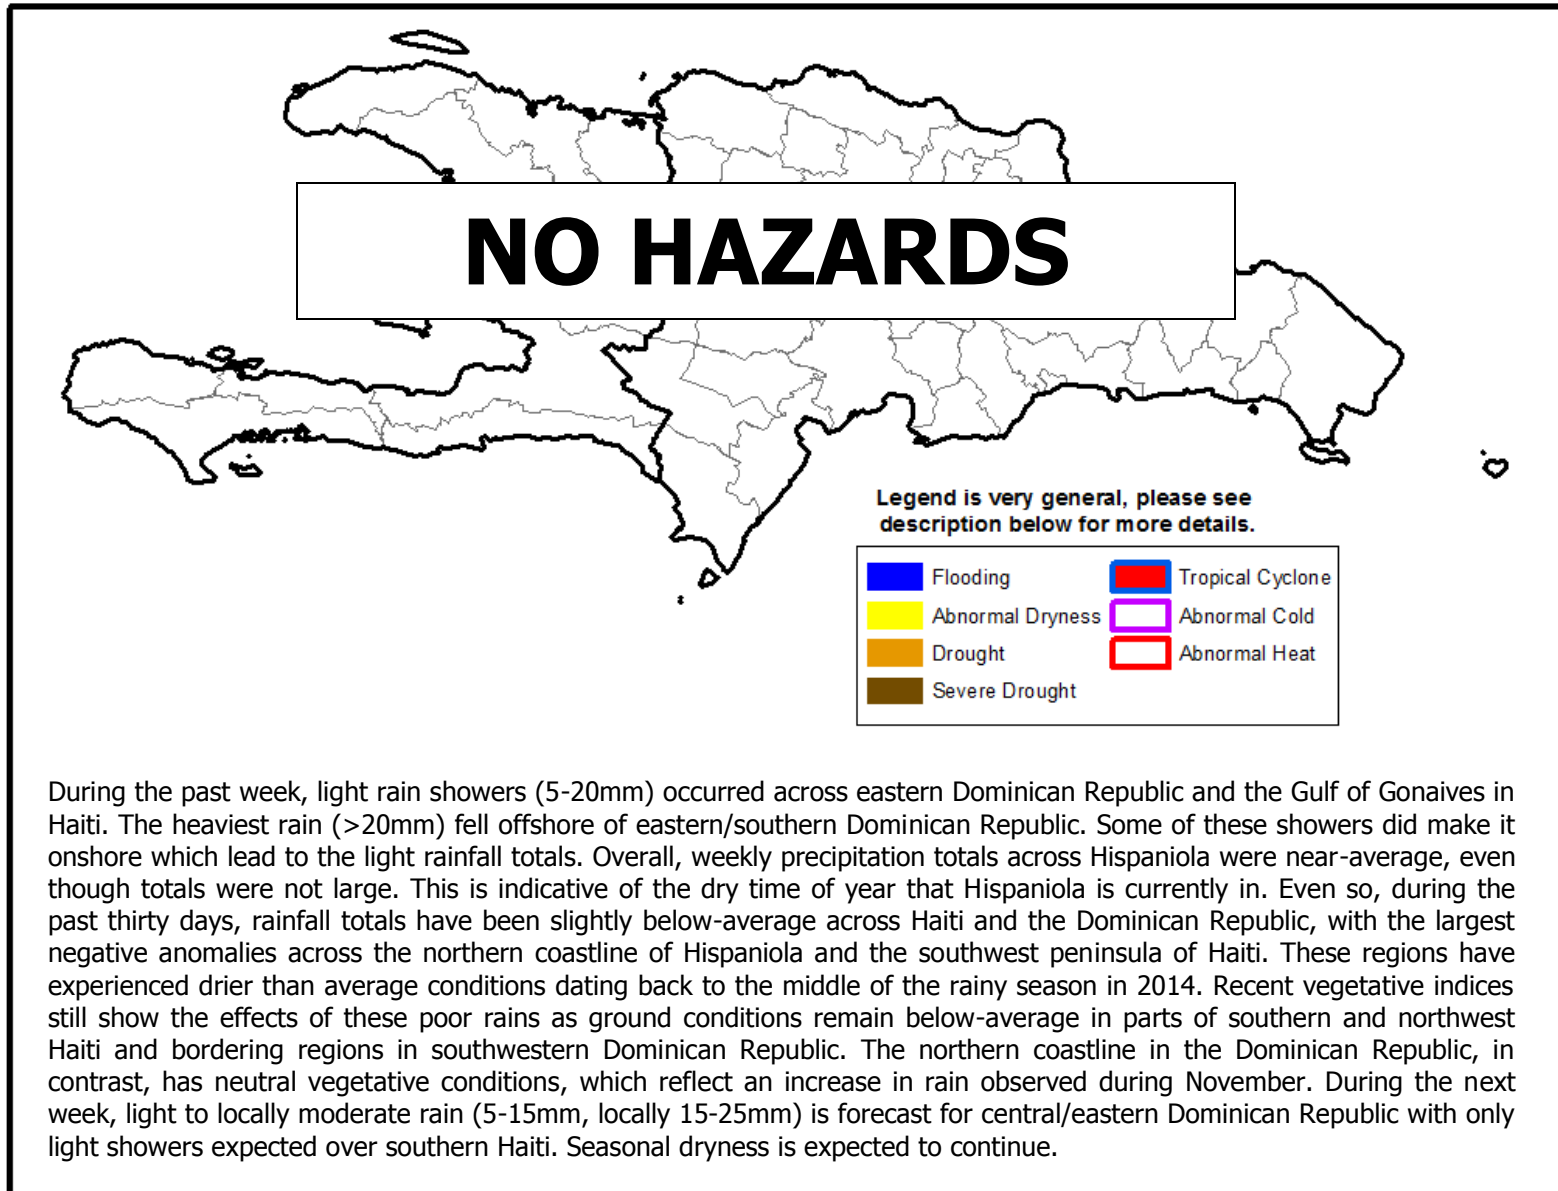 NO HAZARDS
Legend is very general, please see
description below for more details.
Flooding
Abnormal Dryness
Drought
Severe Drought
Tropical Cyclone
Abnormal Cold
Abnormal Heat
During the past week, light rain showers (5-20mm) occurred across eastern Dominican Republic and the Gulf of Gonaives in
Haiti. The heaviest rain (>20mm) fell offshore of eastern/southern Dominican Republic. Some of these showers did make it
onshore which lead to the light rainfall totals. Overall, weekly precipitation totals across Hispaniola were near-average, even
though totals were not large. This is indicative of the dry time of year that Hispaniola is currently in. Even so, during the
past thirty days, rainfall totals have been slightly below-average across Haiti and the Dominican Republic, with the largest
negative anomalies across the northern coastline of Hispaniola and the southwest peninsula of Haiti. These regions have
experienced drier than average conditions dating back to the middle of the rainy season in 2014. Recent vegetative indices
still show the effects of these poor rains as ground conditions remain below-average in parts of southern and northwest
Haiti and bordering regions in southwestern Dominican Republic. The northern coastline in the Dominican Republic, in
contrast, has neutral vegetative conditions, which reflect an increase in rain observed during November. During the next
week, light to locally moderate rain (5-15mm, locally 15-25mm) is forecast for central/eastern Dominican Republic with only
light showers expected over southern Haiti. Seasonal dryness is expected to continue.